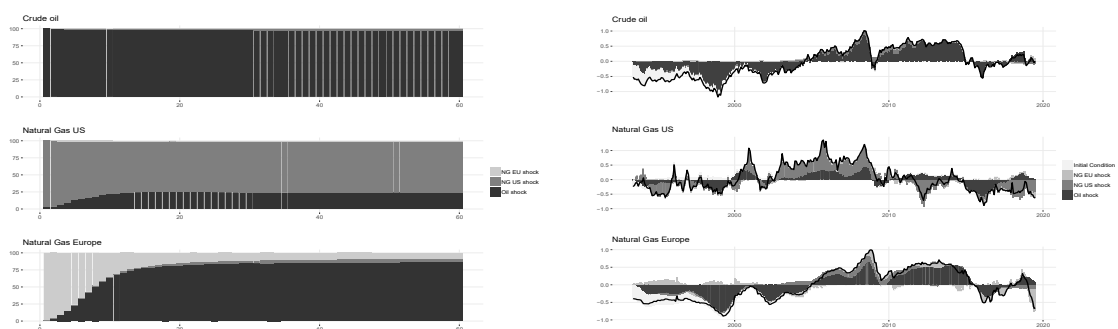 Crude oil
100
75
50
25
0
0 20 40 60
Natural Gas US
100
75
50
25
0
0 20 40 60
Natural Gas Europe
100
75
50
25
0
NG EU shock
NG US shock
Oil shock
Crude oil
1.0
0.5
0.0
−0.5
−1.0
2000 2010 2020
Natural Gas US
1.0
0.5
0.0
−0.5
−1.0
2000 2010 2020
Natural Gas Europe
1.0
0.5
0.0
−0.5
−1.0
2000 2010 2020
Initial Condition
NG EU shock
NG US shock
Oil shock